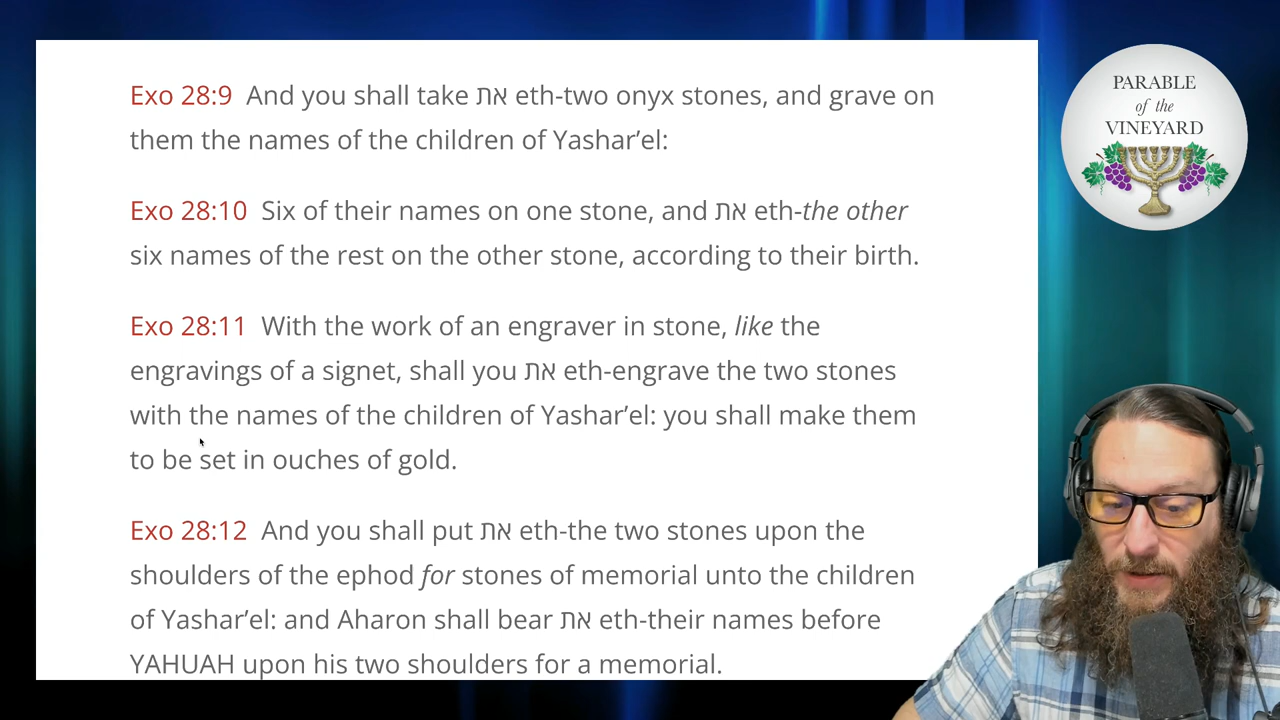 Exo 28:9 And you shall take את eth-two onyx stones, and grave on
them the names of the children of Yashar’el:
Exo 28:10 Six of their names on one stone, and את eth-the other
six names of the rest on the other stone, according to their birth.
Exo 28:11 With the work of an engraver in stone, like the
engravings of a signet, shall you את eth-engrave the two stones
with the names of the children of Yashar’el: you shall make them
to be set in ouches of gold.
Exo 28:12 And you shall put את eth-the two stones upon the
shoulders of the ephod for stones of memorial unto the children
of Yashar’el: and Aharon shall bear את eth-their names before
YAHUAH upon his two shoulders for a memorial.
PARABLE
of the
VINEYARD